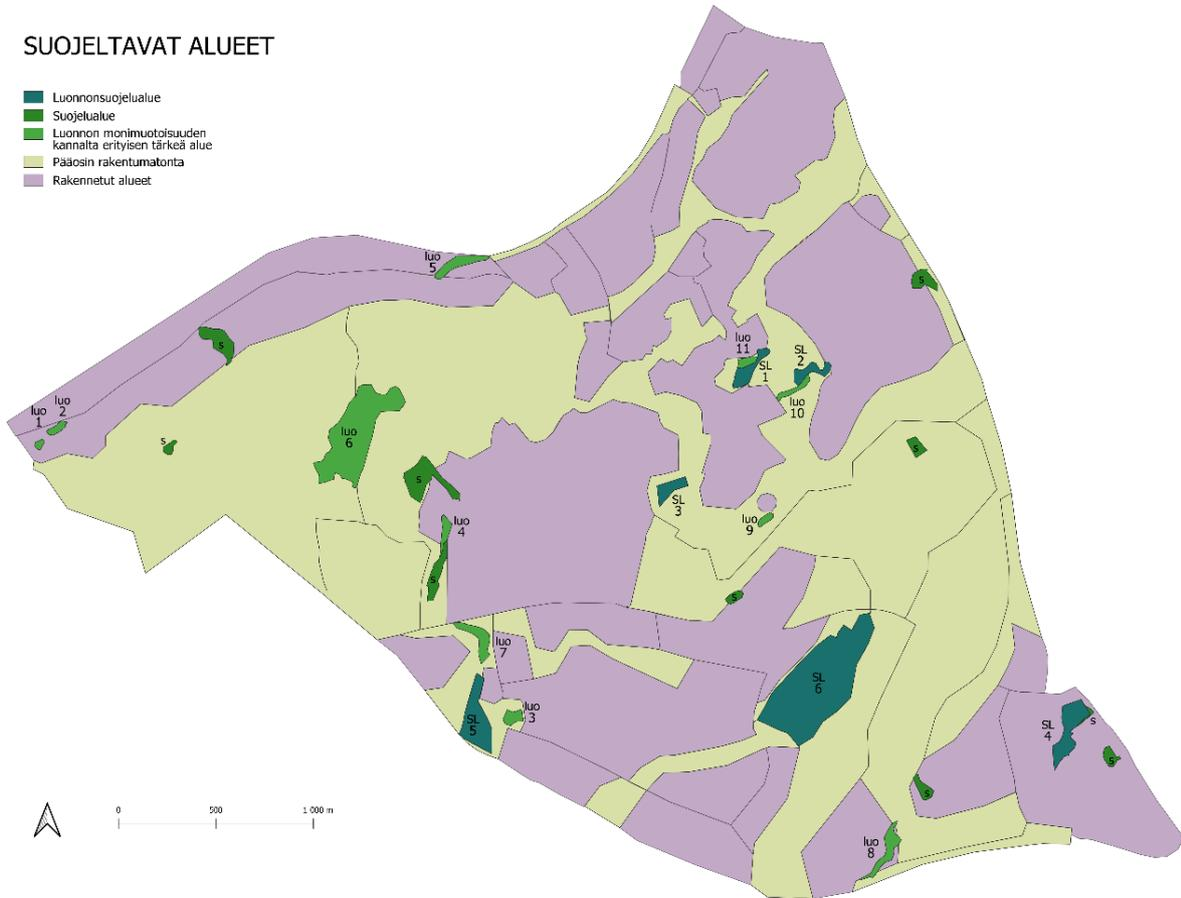 SUOJELTAVAT ALUEET
Luonnonsuojelualue
Suojelualue
Luonnon monimuotoisuuden
kannalta erityisen tärkeä alue
Pääosin rakentumatonta
Rakennetut alueet
luo
5
s
s
luo
11
SL
1
SL
2
luo
10
luo
1
luo
2
s
luo
6
s
s
luo
4
SL
3
luo
9
s
s
luo
7
SL
6
SL
5
luo
3
SL
4
s
s
s
luo
8
0
500
1 000 m